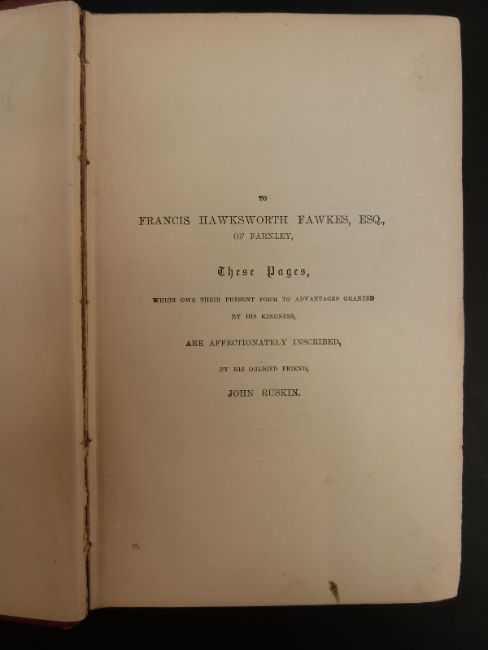 TO
FRANCIS HAWKSWORTH FAWKES, ESQ.,
OF FARNLEY,
These Pages,
WHICH OWE THEIR PRESENT FORM TO ADVANTAGES GRANTED
BY HIS KINDNESS,
ARE AFFECTIONATELY INSCRIBED,
BY HIS OBLIGED FRIEND,
JOHN RUSKIN.